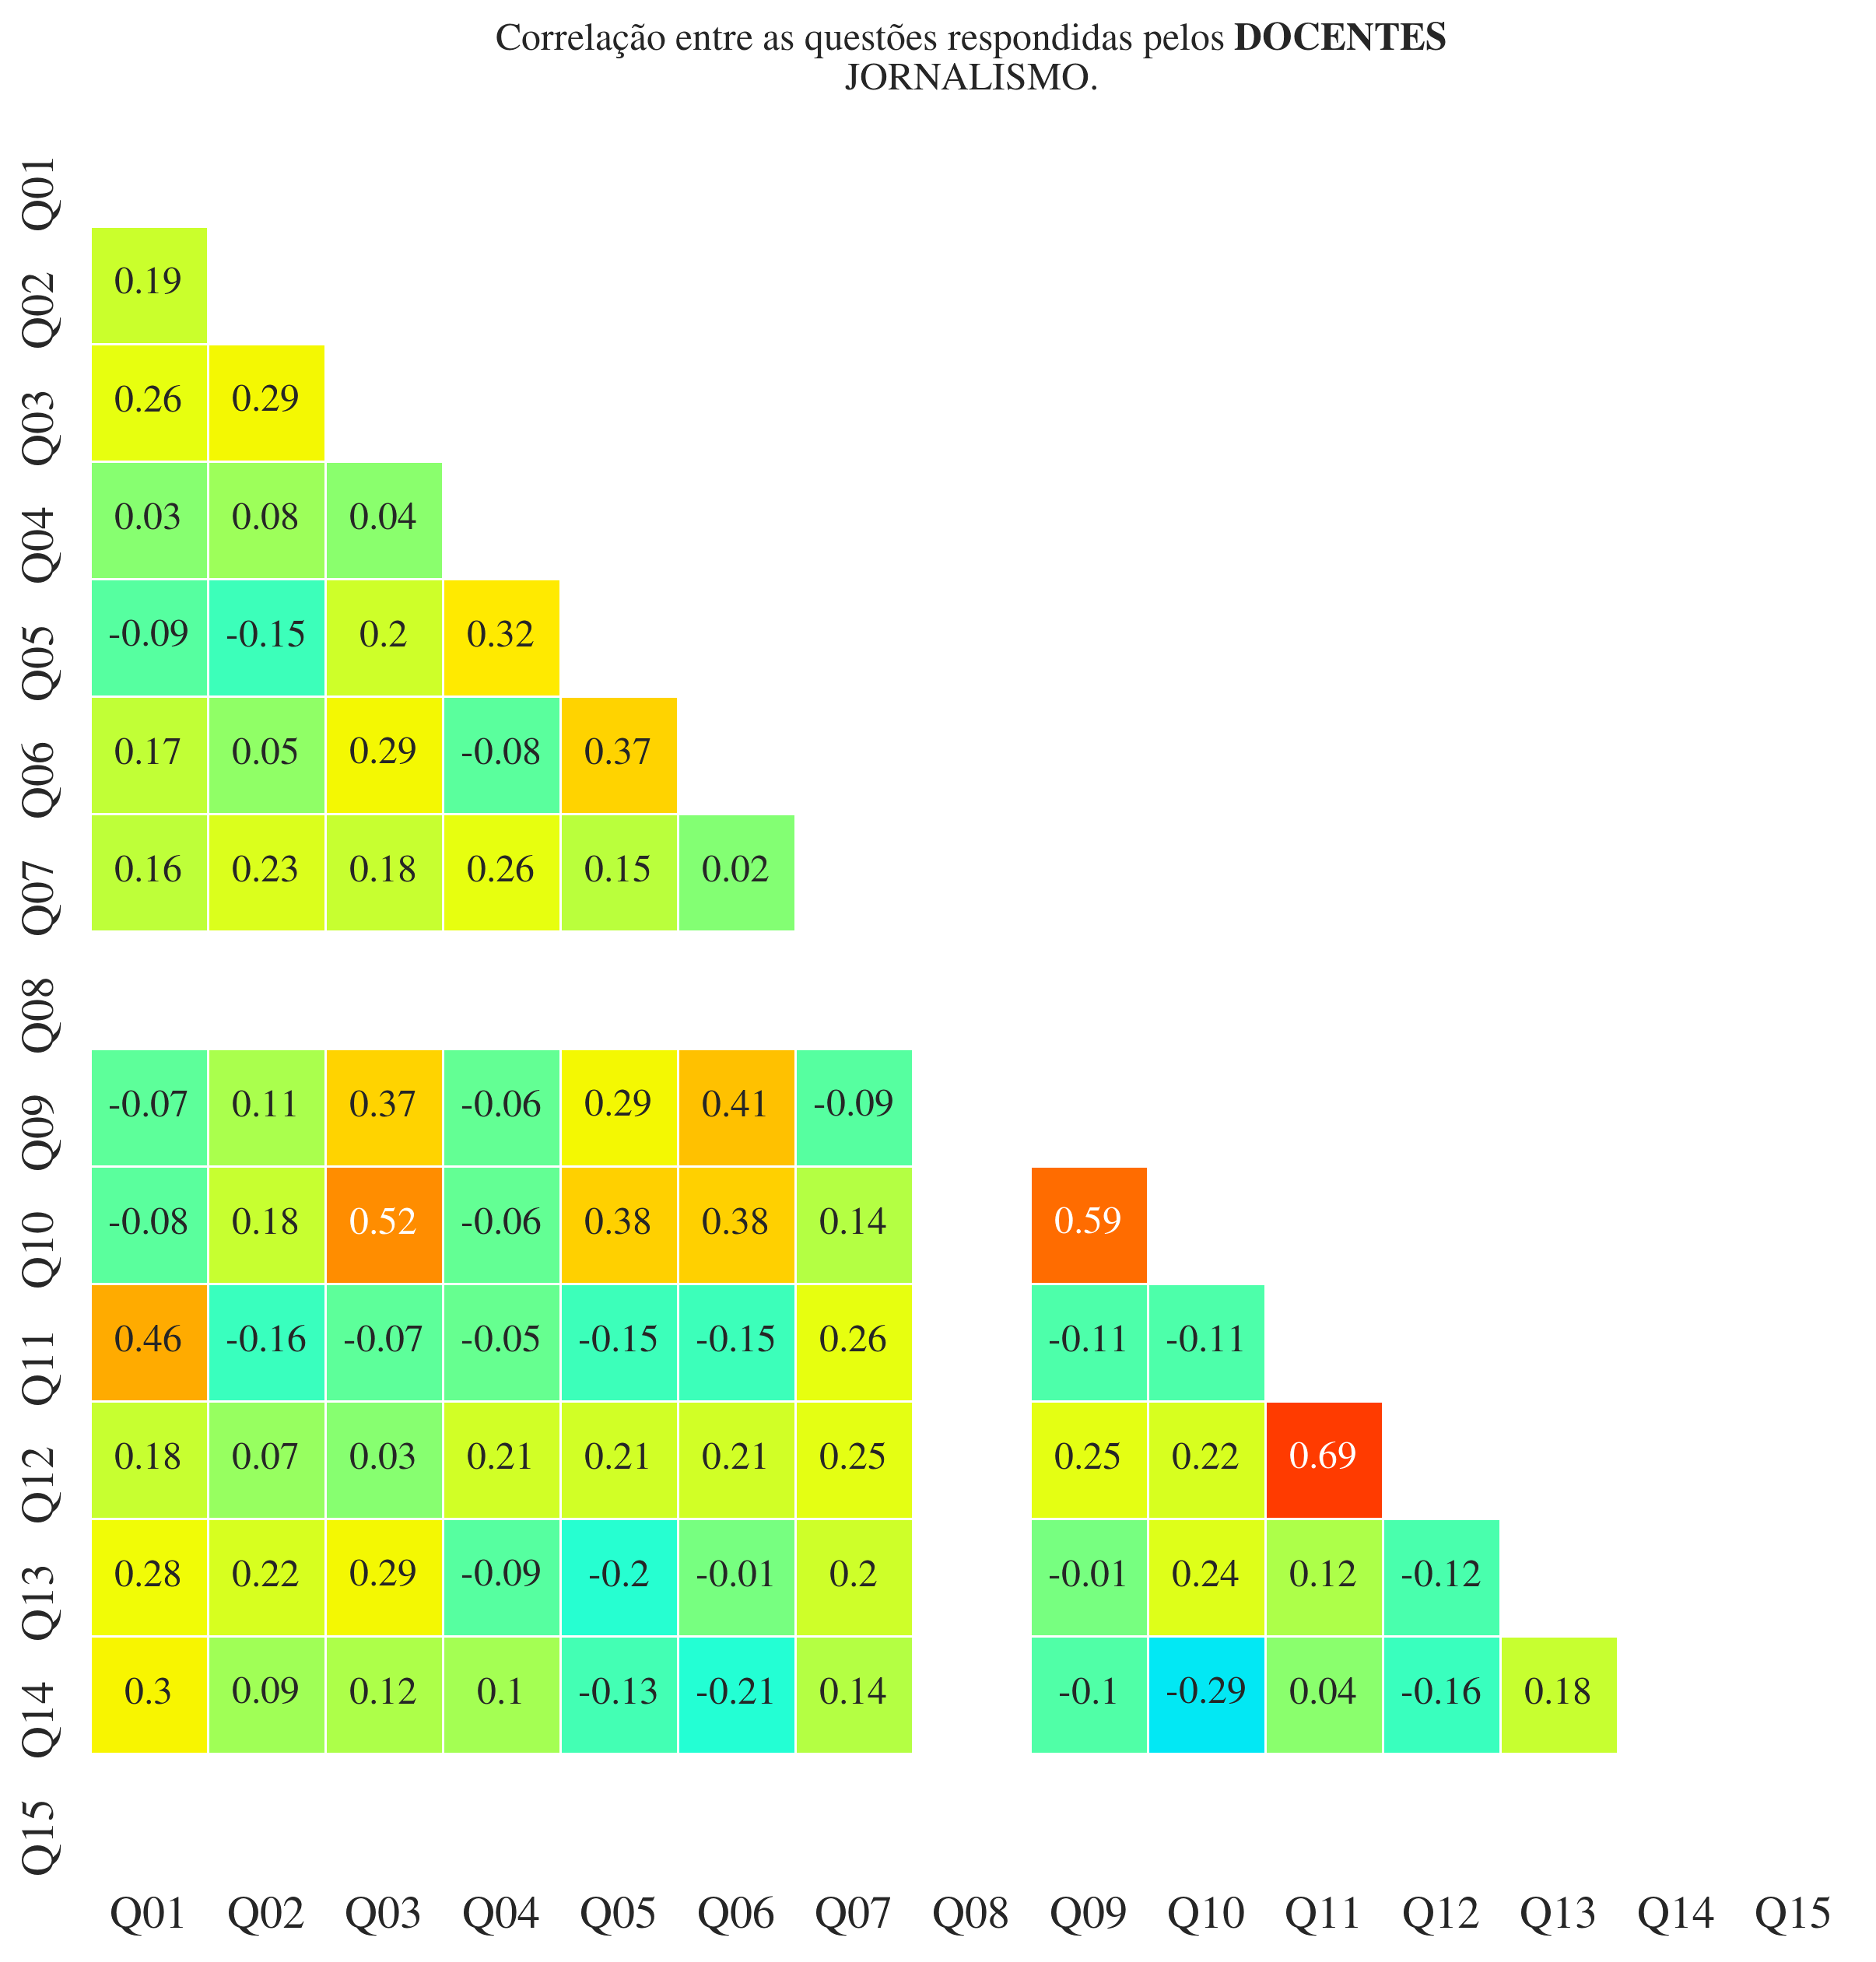 Correlação entre as questões respondidas pelos DOCENTES
JORNALISMO.
Q01
Q02 0.19
Q03 0.26 0.29
Q04 0.03 0.08 0.04
Q05 -0.09 -0.15 0.2 0.32
Q06 0.17 0.05 0.29 -0.08 0.37
Q07 0.16 0.23 0.18 0.26 0.15 0.02
Q08
Q09 -0.07 0.11 0.37 -0.06 0.29 0.41 -0.09
Q10 -0.08 0.18 0.52 -0.06 0.38 0.38 0.14 0.59
Q11 0.46 -0.16 -0.07 -0.05 -0.15 -0.15 0.26 -0.11 -0.11
Q12 0.18 0.07 0.03 0.21 0.21 0.21 0.25 0.25 0.22 0.69
Q13 0.28 0.22 0.29 -0.09 -0.2 -0.01 0.2 -0.01 0.24 0.12 -0.12
Q14 0.3 0.09 0.12 0.1 -0.13 -0.21 0.14 -0.1 -0.29 0.04 -0.16 0.18
Q15
Q01 Q02 Q03 Q04 Q05 Q06 Q07 Q08 Q09 Q10 Q11 Q12 Q13 Q14 Q15